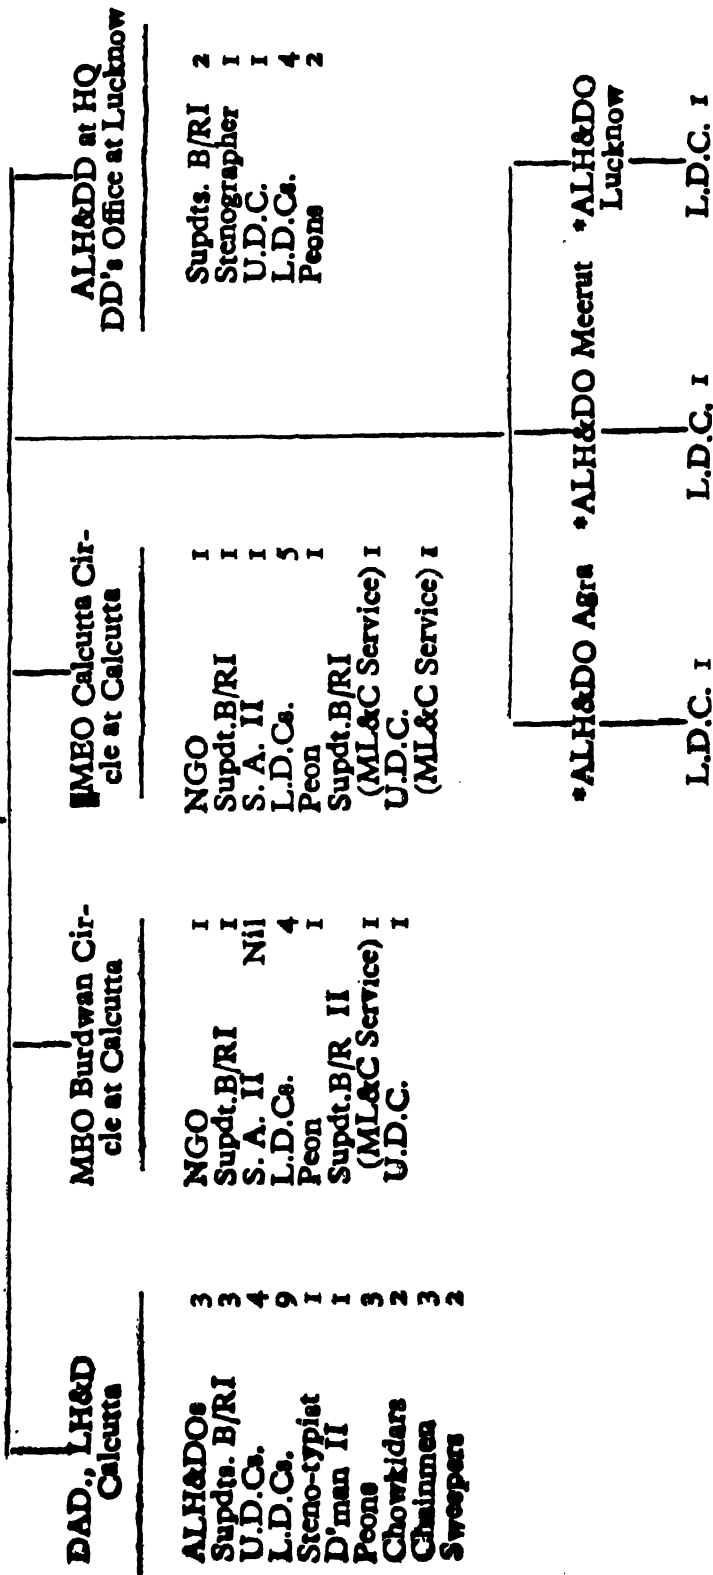 DAD., LH&D
Calcutta
ALH&DOs 3
Supdts. B/RI 3
U.D.Cs. 4
L.D.Cs. 9
Steno-typist 1
D'man II 1
Peons 3
Chowkidars 2
Chainmen 3
Sweepers 2
MEO Burdwan Cir-
cle at Calcutta
NGO 1
Supdt.B/RI 1
S. A. II Nil
L.D.Cs. 4
Peon 1
Supdt.B/R II
(ML&C Service) 1
U.D.C. 1
MEO Calcutta Cir-
cle at Calcutta
NGO 1
Supdt.B/RI 1
S. A. II 1
L.D.Cs. 5
Peon 1
Supdt.B/RI
(ML&C Service) 1
U.D.C.
(ML&C Service) 1
ALH&DD at HQ
DD's Office at Lucknow
Supdts. B/RI 2
Stenographer 1
U.D.C. 1
L.D.Cs. 4
Peons 2
*ALH&DO Agra
L.D.C. 1
*ALH&DO Meerut
L.D.C. 1
*ALH&DO
Lucknow
L.D.C. 1